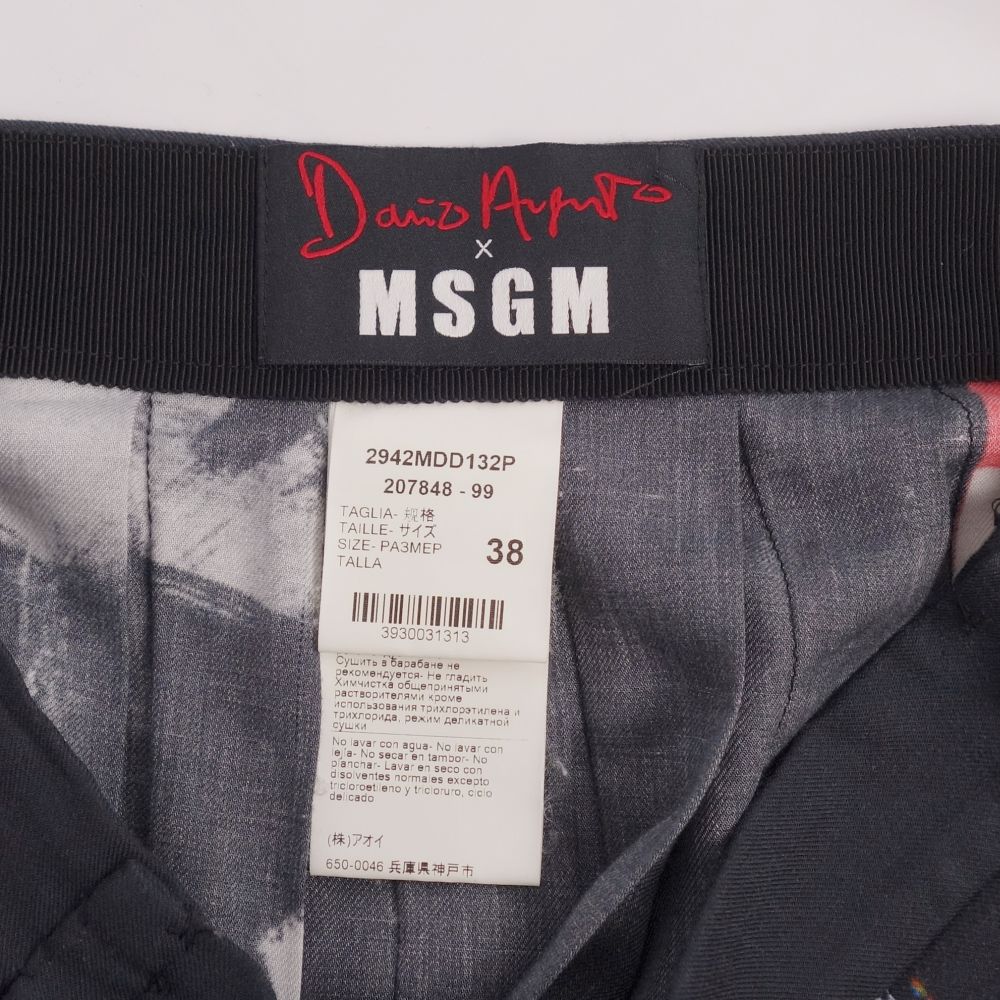 Dario Argento
X
MSGM
2942MDD132P
207848 - 99
TAGLIA- 规格
TAILLE- サイズ
SIZE- РАЗМЕР
TALLA
38
3930031313
Сушить в барабане не
рекомендуется- Не гладить
Химчистка общепринятыми
растворителями кроме
использования трихлорэтилена и
трихлорида, режим деликатной
сушки
No lavar con agua- No lavar con
lejía- No secar en tambor- No
planchar- Lavar en seco con
disolventes normales excepto
tricloroetileno y tricloruro, ciclo
delicado
(株)アオイ
650-0046 兵庫県神戸市